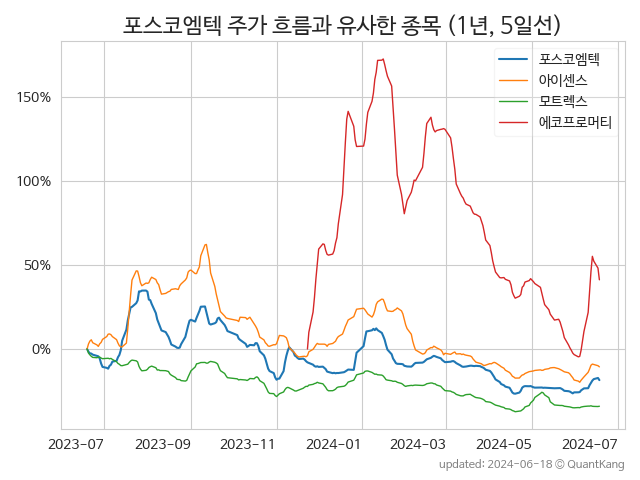 포스코엠텍 주가 흐름과 유사한 종목 (1년, 5일선)
포스코엠텍
아이센스
모트렉스
에코프로머티
150%
100%
50%
0%
2023-07 2023-09 2023-11 2024-01 2024-03 2024-05 2024-07
updated: 2024-06-18 © QuantKang